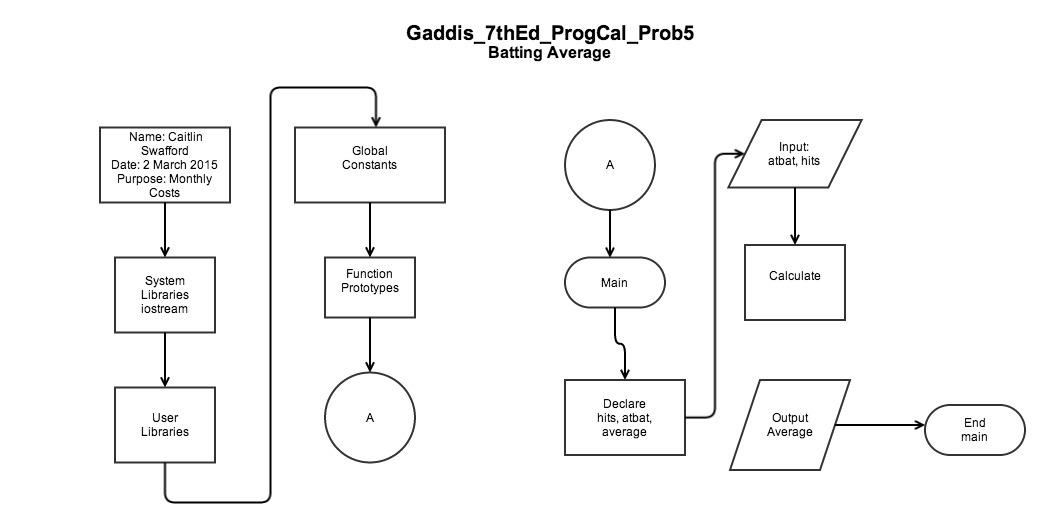 Gaddis_7thEd_ProgCal_Prob5
Batting Average
Name: Caitlin
Swafford
Date: 2 March 2015
Purpose: Monthly
Costs
System
Libraries
iostream
User
Libraries
Global
Constants
Function
Prototypes
A
A
Main
Declare
hits, atbat,
average
Input:
atbat, hits
Calculate
Output
Average
End
main